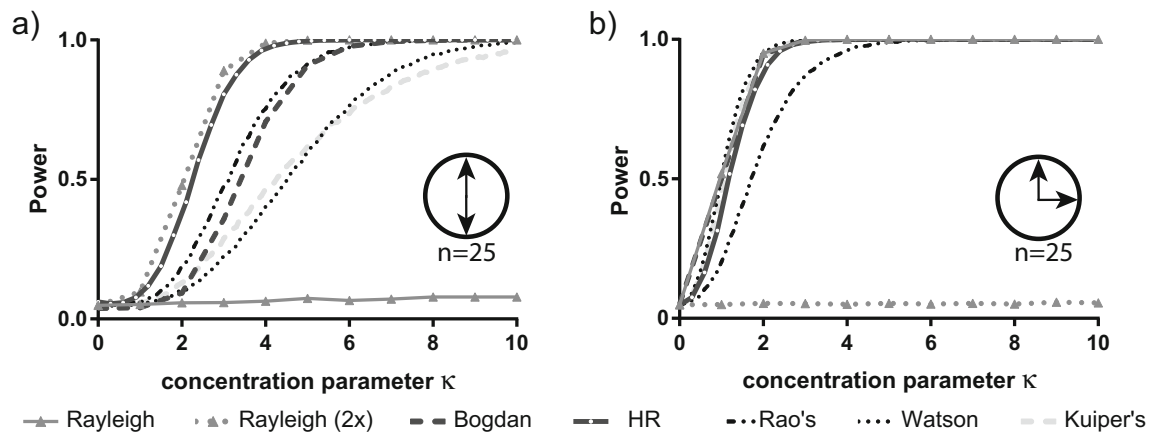 a)
1.0
0.5
0.0
Power
n=25
0 2 4 6 8 10
concentration parameter κ
b)
1.0
0.5
0
Power
n=25
0 2 4 6 8 10
concentration parameter κ
Rayleigh Rayleigh (2x) Bogdan HR Rao's Watson Kuiper's